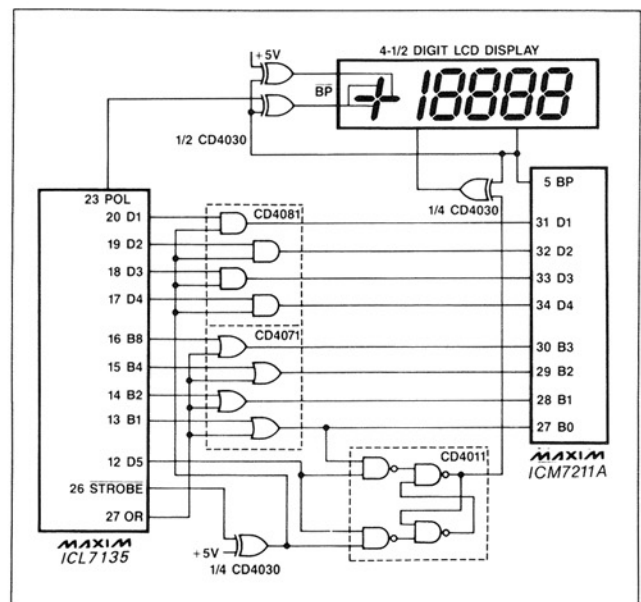 4-1/2 DIGIT LCD DISPLAY
+5V
BP
+18888
1/2 CD4030
1/4 CD4030
23 POL
20 D1
19 D2
18 D3
17 D4
16 B8
15 B4
14 B2
13 B1
12 D5
26 STROBE
27 OR
MAXIM
ICL7135
CD4081
CD4071
CD4011
+5V
1/4 CD4030
5 BP
31 D1
32 D2
33 D3
34 D4
30 B3
29 B2
28 B1
27 B0
MAXIM
ICM7211A